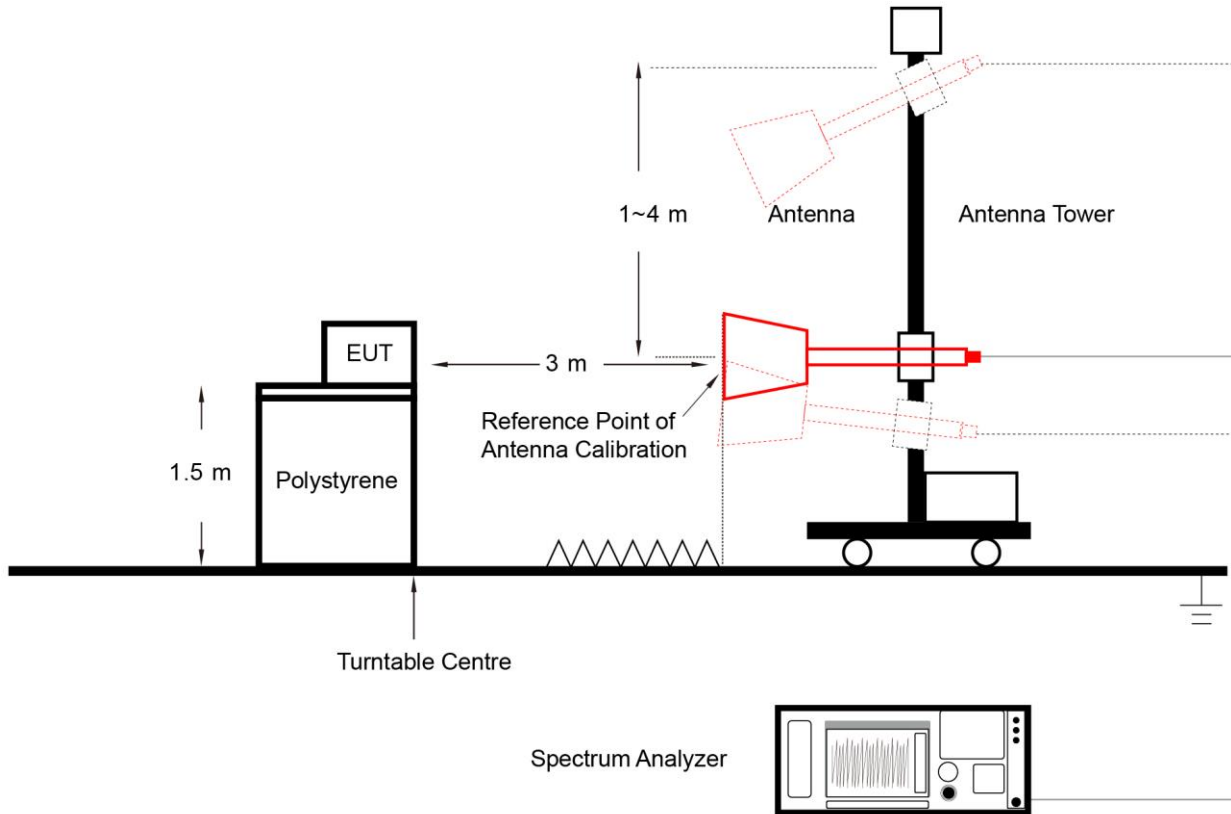 1~4 m
Antenna
Antenna Tower
EUT
3 m
Reference Point of
Antenna Calibration
1.5 m
Polystyrene
Turntable Centre
Spectrum Analyzer